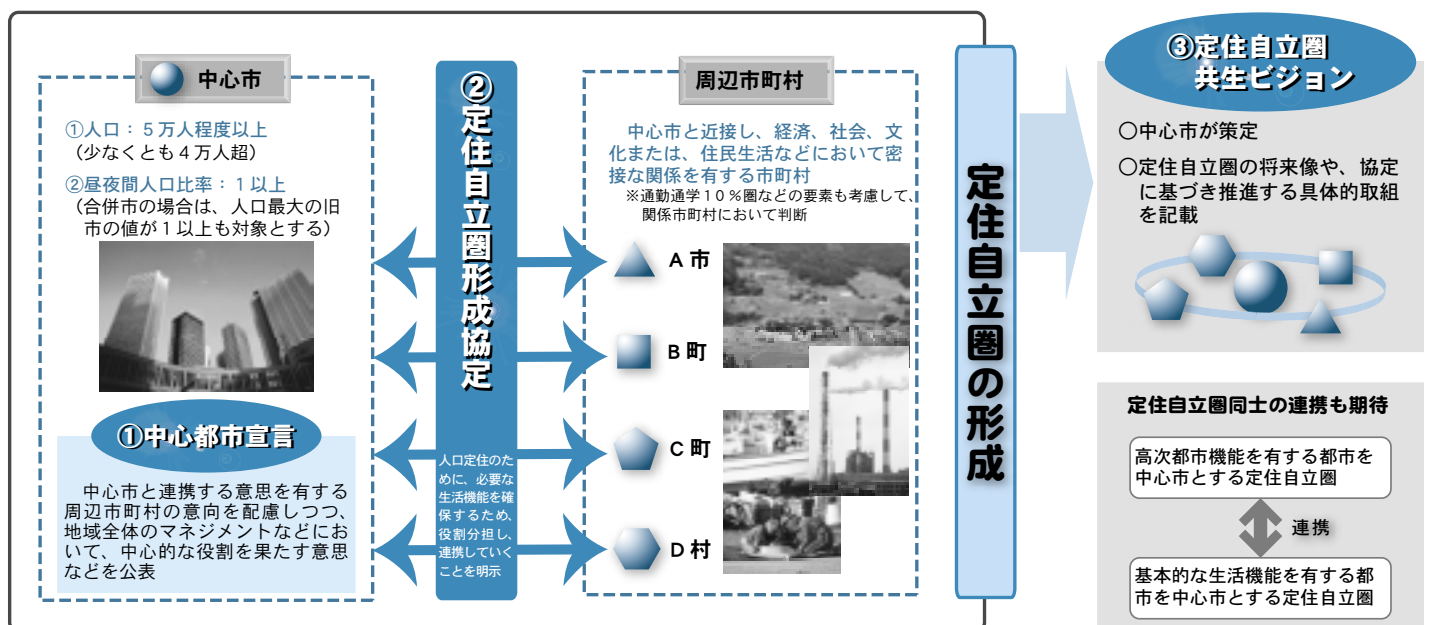 中心市
①人口：５万人程度以上
（少なくとも４万人超）
②昼夜間人口比率：１以上
（合併市の場合は、人口最大の旧
市の値が１以上も対象とする）
①中心都市宣言
中心市と連携する意思を有する
周辺市町村の意向を配慮しつつ、
地域全体のマネジメントなどにお
いて、中心的な役割を果たす意思
などを公表
②定住自立圏形成協定
人口定住のた
めに、必要な
生活機能を確
保するため、
役割分担し、
連携していく
ことを明示
周辺市町村
中心市と近接し、経済、社会、文
化または、住民生活などにおいて密
接な関係を有する市町村
※通勤通学１０％圏などの要素も考慮して、
関係市町村において判断
A 市
B 町
C 町
D 村
定住自立圏の形成
③定住自立圏
共生ビジョン
○中心市が策定
○定住自立圏の将来像や、協定
に基づき推進する具体的取組
を記載
定住自立圏同士の連携も期待
高次都市機能を有する都市を
中心市とする定住自立圏
連携
基本的な生活機能を有する都
市を中心市とする定住自立圏